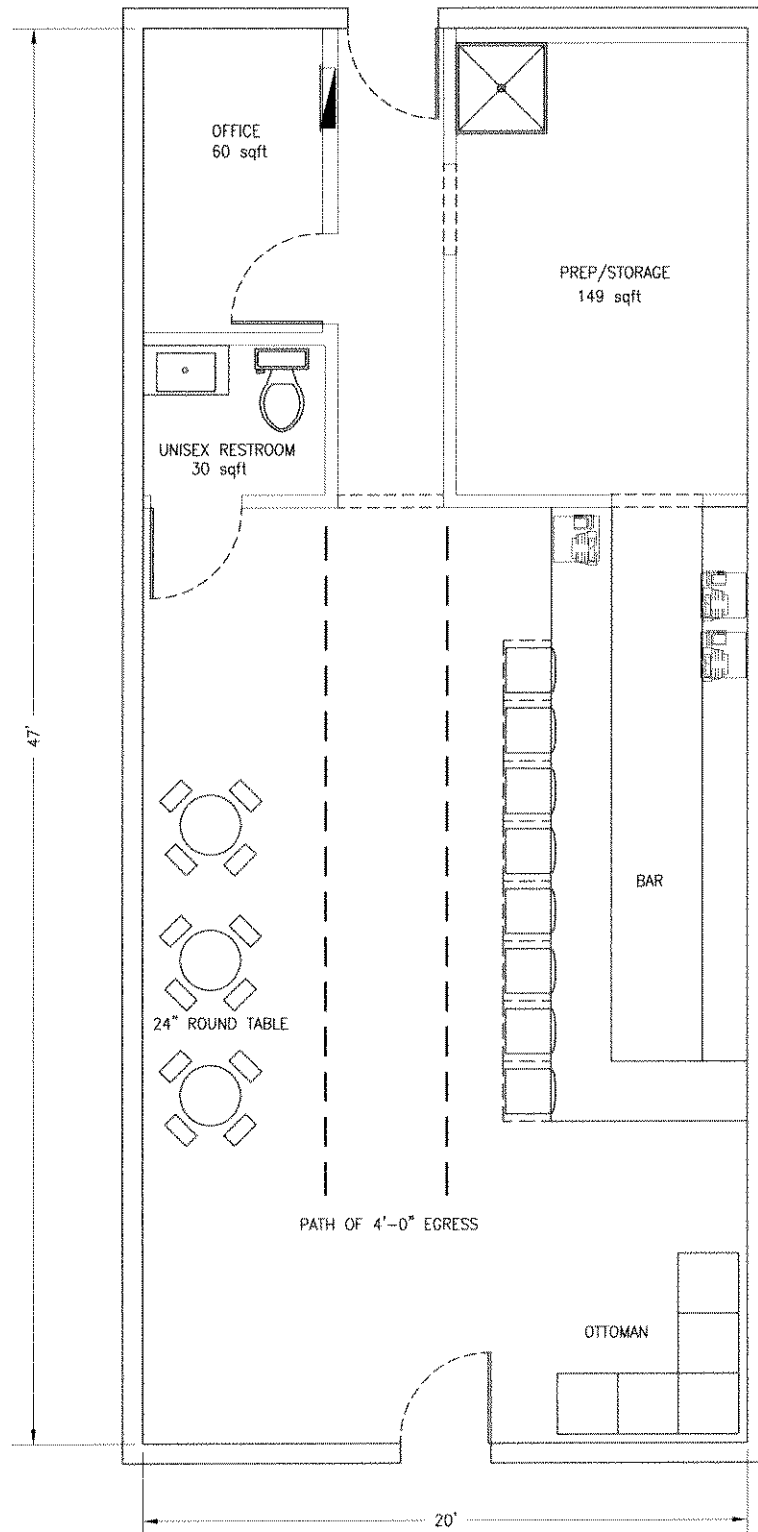 OFFICE
60 sqft
PREP/STORAGE
149 sqft
UNISEX RESTROOM
30 sqft
47'
BAR
24" ROUND TABLE
PATH OF 4'-0" EGRESS
OTTOMAN
20'